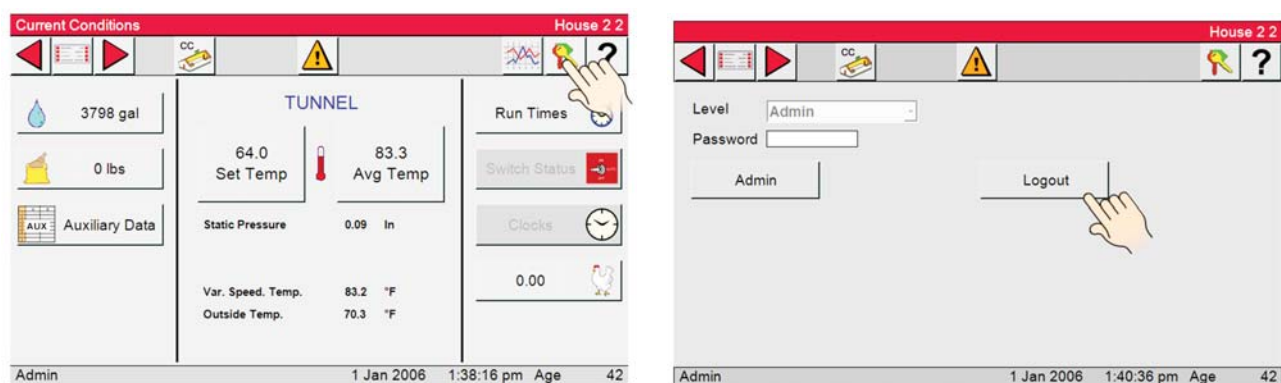 Current Conditions House 2 2
CC
?
3798 gal
0 lbs
AUX Auxiliary Data
TUNNEL
64.0
Set Temp
83.3
Avg Temp
Static Pressure 0.09 In
Var. Speed. Temp. 83.2 °F
Outside Temp. 70.3 °F
Run Times
Switch Status
Clocks
0.00
Admin 1 Jan 2006 1:38:16 pm Age 42
House 2 2
CC
?
Level Admin
Password
Admin
Logout
Admin 1 Jan 2006 1:40:36 pm Age 42